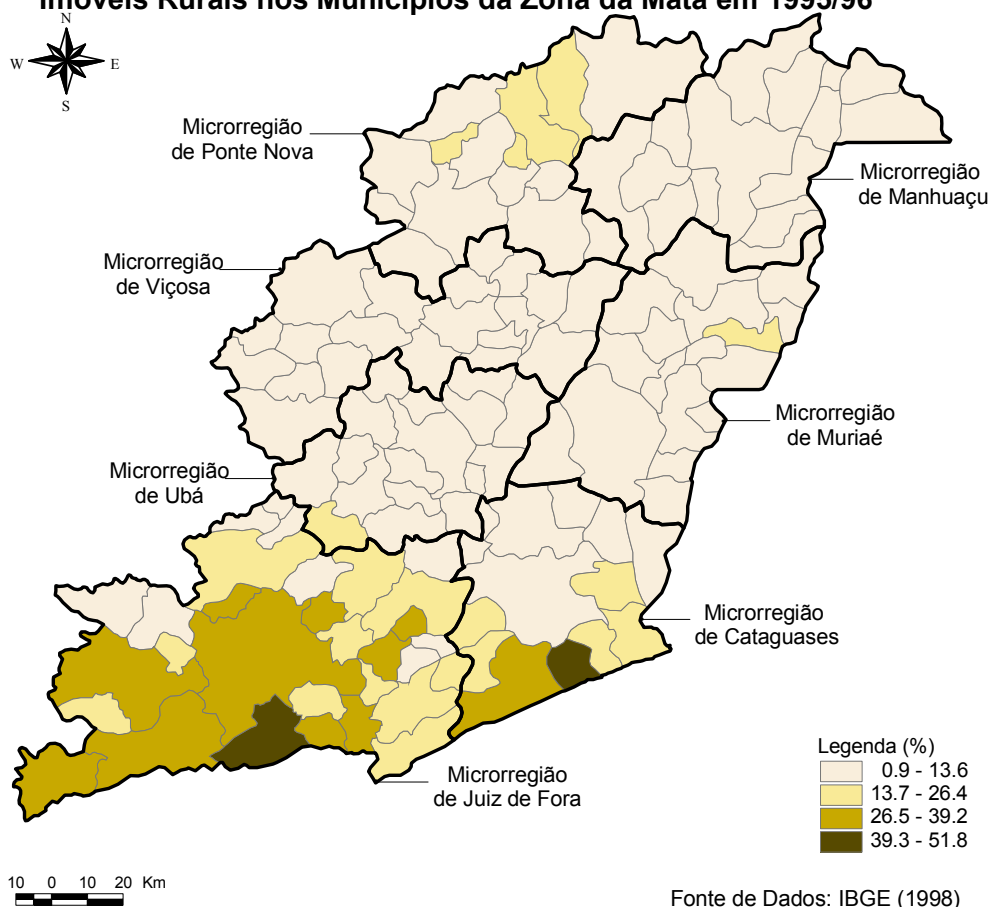 Imóveis Rurais nos Municípios da Zona da Mata em 1995/96
N
W E
S
Microrregião
de Ponte Nova
Microrregião
de Manhuaçu
Microrregião
de Viçosa
Microrregião
de Muriaé
Microrregião
de Ubá
Microrregião
de Cataguases
Microrregião
de Juiz de Fora
Legenda (%)
0.9 - 13.6
13.7 - 26.4
26.5 - 39.2
39.3 - 51.8
10 0 10 20 Km
Fonte de Dados: IBGE (1998)